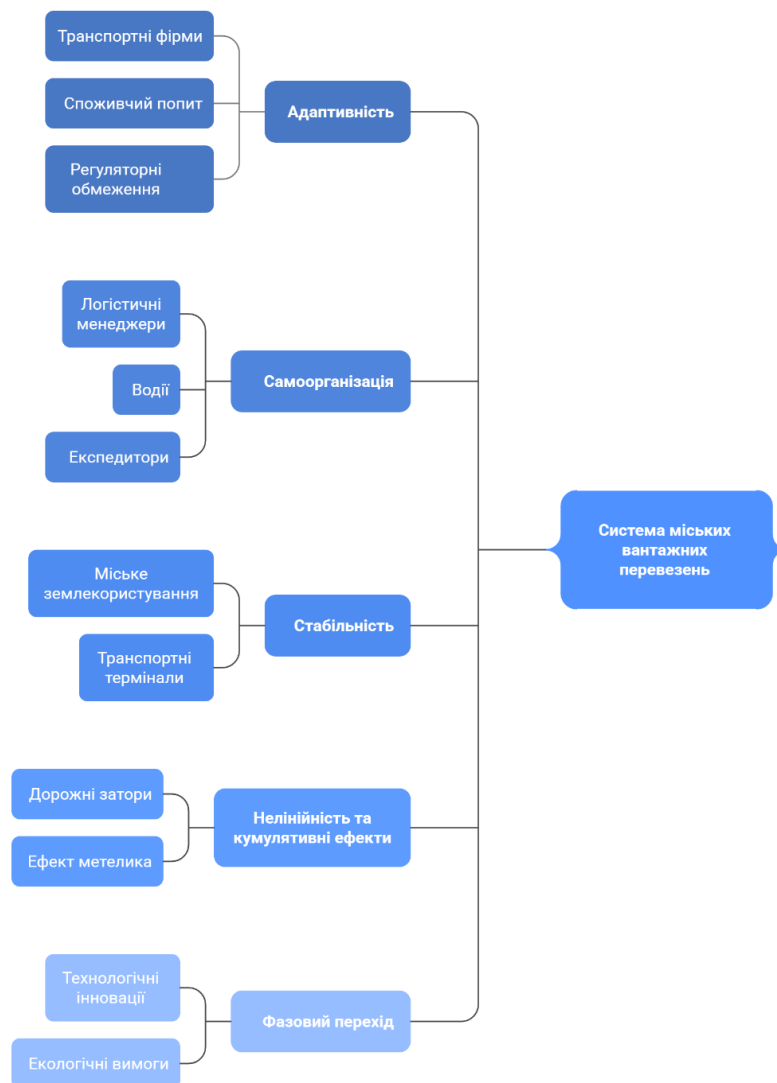 Транспортні фірми
Споживчий попит
Адаптивність
Регуляторні
обмеження
Логістичні
менеджери
Водії
Самоорганізація
Експедитори
Система міських
вантажних
перевезень
Міське
землекористування
Стабільність
Транспортні
термінали
Дорожні затори
Нелінійність та
кумулятивні ефекти
Ефект метелика
Технологічні
інновації
Фазовий перехід
Екологічні вимоги